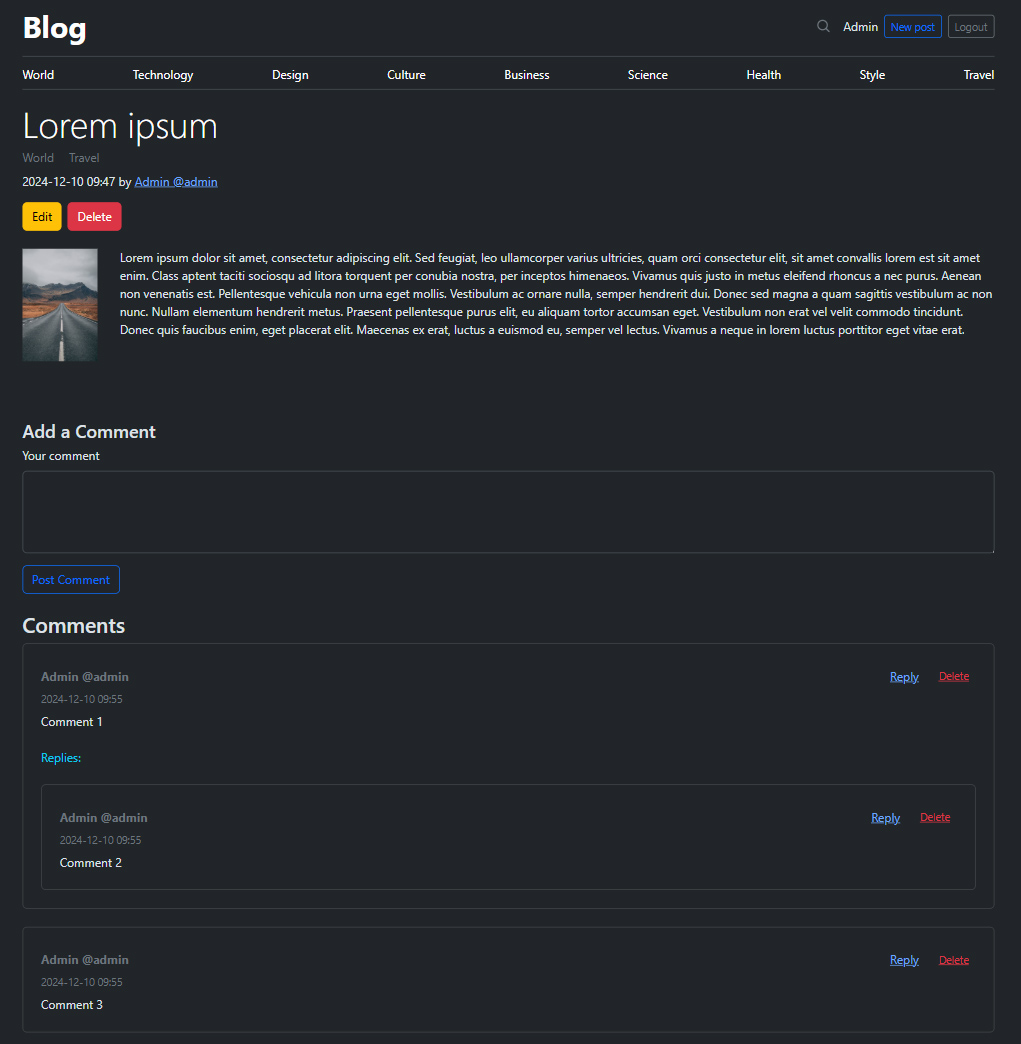 Blog
Admin New post Logout
World Technology Design Culture Business Science Health Style Travel
Lorem ipsum
World Travel
2024-12-10 09:47 by Admin @admin
Edit Delete
Lorem ipsum dolor sit amet, consectetur adipiscing elit. Sed feugiat, leo ullamcorper varius ultricies, quam orci consectetur elit, sit amet convallis lorem est sit amet
enim. Class aptent taciti sociosqu ad litora torquent per conubia nostra, per inceptos himenaeos. Vivamus quis justo in metus eleifend rhoncus a nec purus. Aenean
non venenatis est. Pellentesque vehicula non urna eget mollis. Vestibulum ac ornare nulla, semper hendrerit dui. Donec sed magna a quam sagittis vestibulum ac non
nunc. Nullam elementum hendrerit metus. Praesent pellentesque purus elit, eu aliquam tortor accumsan eget. Vestibulum non erat vel velit commodo tincidunt.
Donec quis faucibus enim, eget placerat elit. Maecenas ex erat, luctus a euismod eu, semper vel lectus. Vivamus a neque in lorem luctus porttitor eget vitae erat.
Add a Comment
Your comment
Post Comment
Comments
Admin @admin Reply Delete
2024-12-10 09:55
Comment 1
Replies:
Admin @admin Reply Delete
2024-12-10 09:55
Comment 2
Admin @admin Reply Delete
2024-12-10 09:55
Comment 3